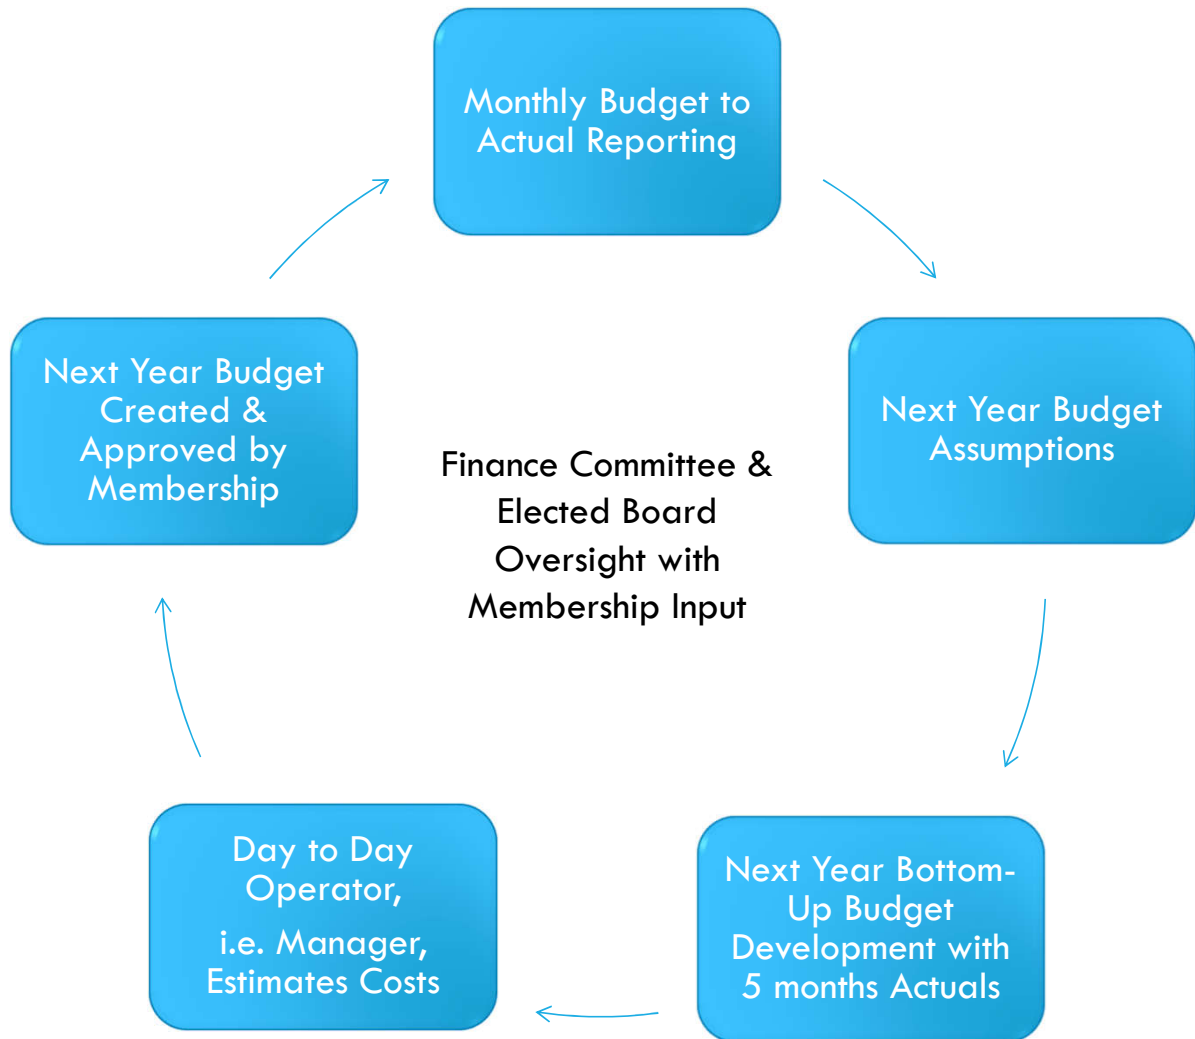 Monthly Budget to
Actual Reporting
Next Year Budget
Assumptions
Next Year Bottom-
Up Budget
Development with
5 months Actuals
Day to Day
Operator,
i.e. Manager,
Estimates Costs
Next Year Budget
Created &
Approved by
Membership
Finance Committee &
Elected Board
Oversight with
Membership Input